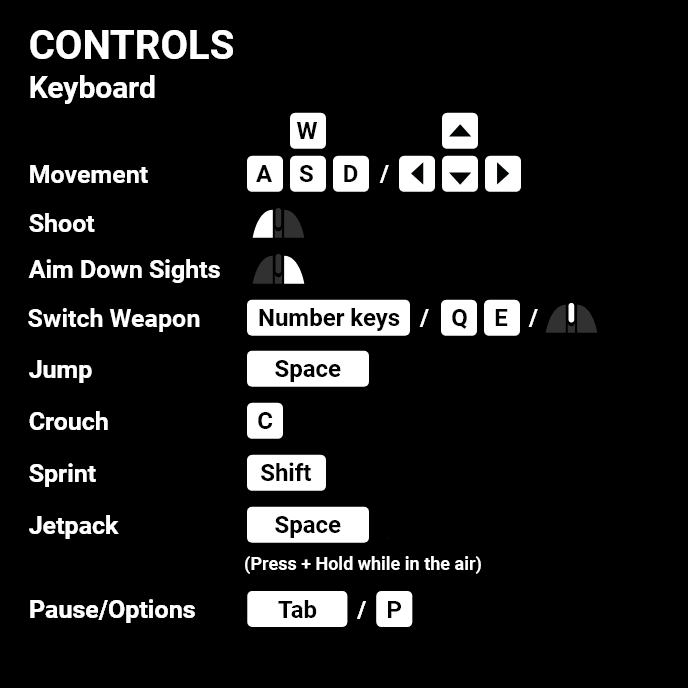 CONTROLS
Keyboard
W
Movement A S D /
Shoot
Aim Down Sights
Switch Weapon Number keys / Q E /
Jump Space
Crouch C
Sprint Shift
Jetpack Space
(Press + Hold while in the air)
Pause/Options Tab / P